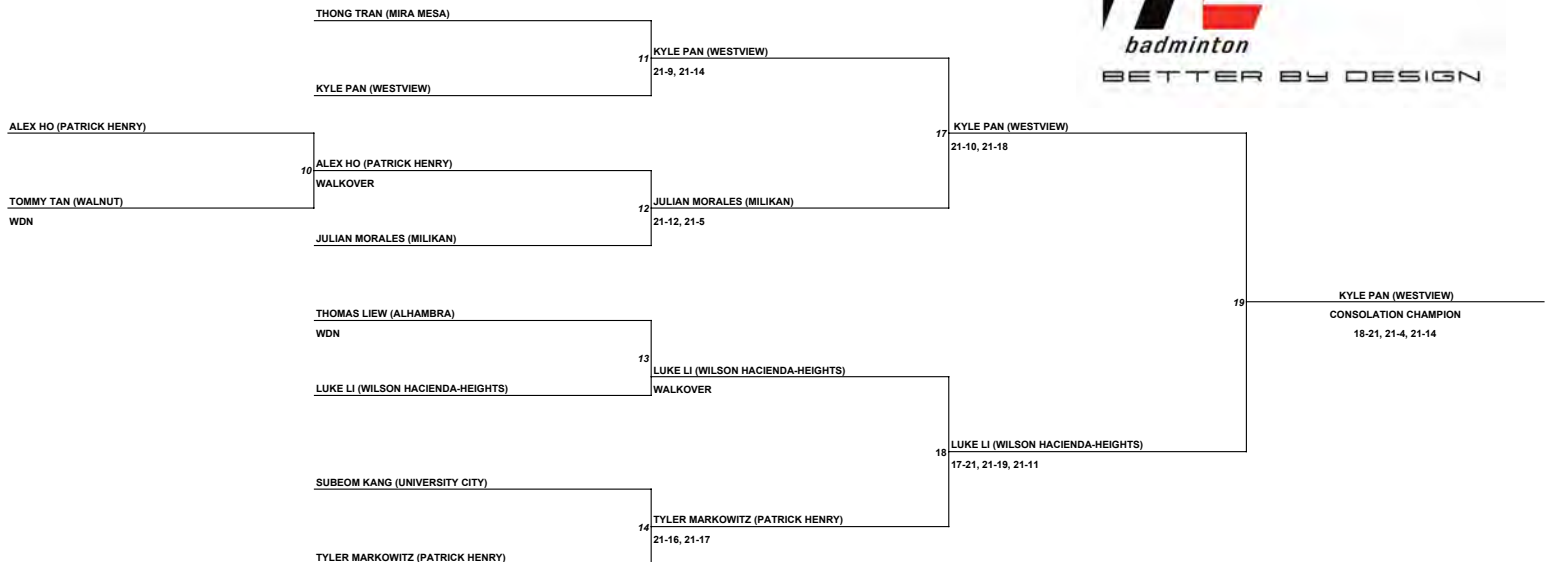 THONG TRAN (MIRA MESA)
badminton
BETTER BY DESIGN
11 KYLE PAN (WESTVIEW)
21-9, 21-14
KYLE PAN (WESTVIEW)
ALEX HO (PATRICK HENRY)
17 KYLE PAN (WESTVIEW)
21-10, 21-18
10 ALEX HO (PATRICK HENRY)
WALKOVER
TOMMY TAN (WALNUT)
WDN
12 JULIAN MORALES (MILIKAN)
21-12, 21-5
JULIAN MORALES (MILIKAN)
19 KYLE PAN (WESTVIEW)
CONSOLATION CHAMPION
18-21, 21-4, 21-14
THOMAS LIEW (ALHAMBRA)
WDN
13 LUKE LI (WILSON HACIENDA-HEIGHTS)
WALKOVER
LUKE LI (WILSON HACIENDA-HEIGHTS)
18 LUKE LI (WILSON HACIENDA-HEIGHTS)
17-21, 21-19, 21-11
SUBEOM KANG (UNIVERSITY CITY)
14 TYLER MARKOWITZ (PATRICK HENRY)
21-16, 21-17
TYLER MARKOWITZ (PATRICK HENRY)